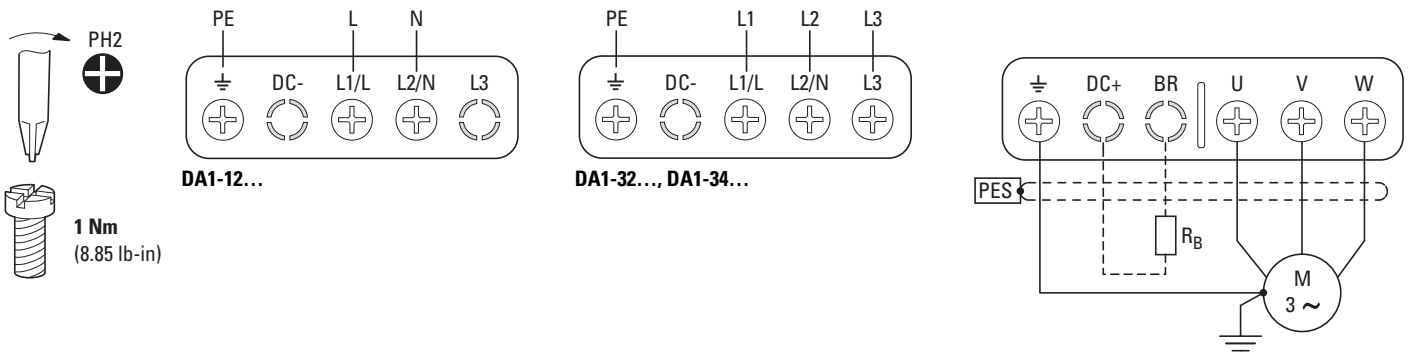 PH2
1 Nm
(8.85 lb-in)
PE L N
DC- L1/L L2/N L3
DA1-12...
PE L1 L2 L3
DC- L1/L L2/N L3
DA1-32..., DA1-34...
DC+ BR U V W
PES
RB
M
3 ~